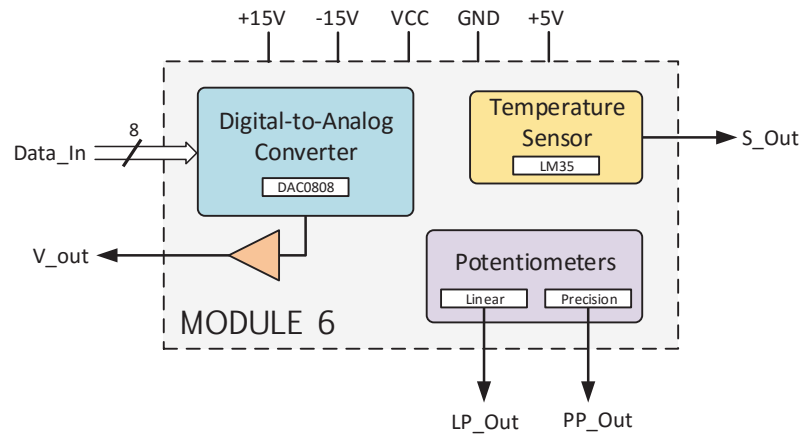 +15V -15V VCC GND +5V
8
Data_In
Digital-to-Analog
Converter
DAC0808
Temperature
Sensor
LM35
S_Out
V_out
Potentiometers
Linear Precision
MODULE 6
LP_Out PP_Out